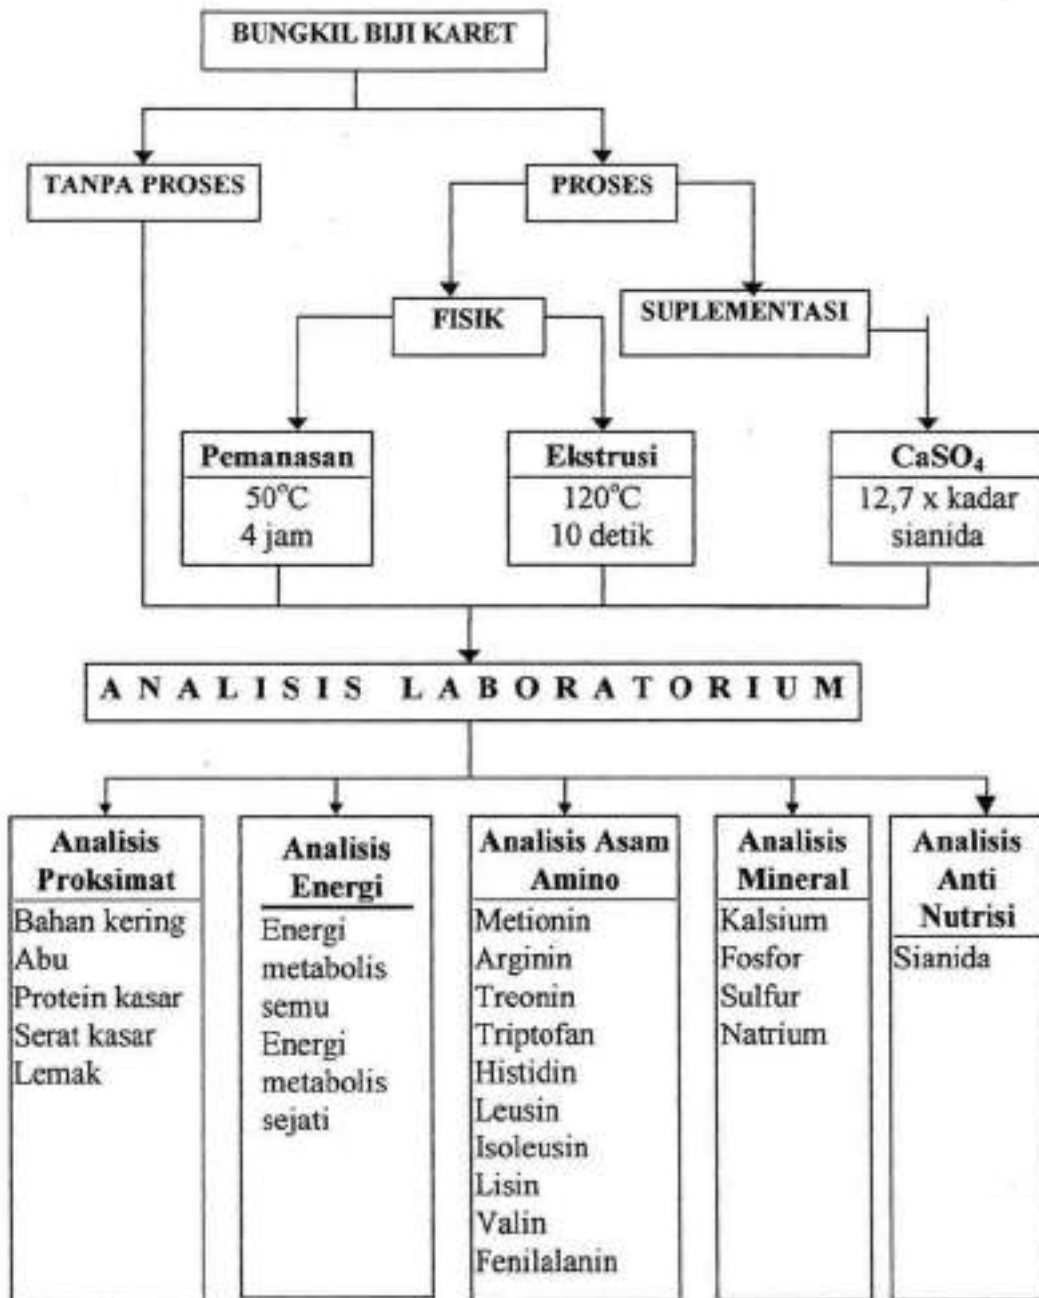 BUNGKIL BIJI KARET
TANPA PROSES
PROSES
FISIK
SUPLEMENTASI
Pemanasan
50°C
4 jam
Ekstrusi
120°C
10 detik
CaSO₄
12,7 x kadar
sianida
ANALISIS LABORATORIUM
Analisis
Proksimat
Bahan kering
Abu
Protein kasar
Serat kasar
Lemak
Analisis
Energi
Energi
metabolis
semu
Energi
metabolis
sejati
Analisis Asam
Amino
Metionin
Arginin
Treonin
Triptofan
Histidin
Leusin
Isoleusin
Lisin
Valin
Fenilalanin
Analisis
Mineral
Kalsium
Fosfor
Sulfur
Natrium
Analisis
Anti
Nutrisi
Sianida